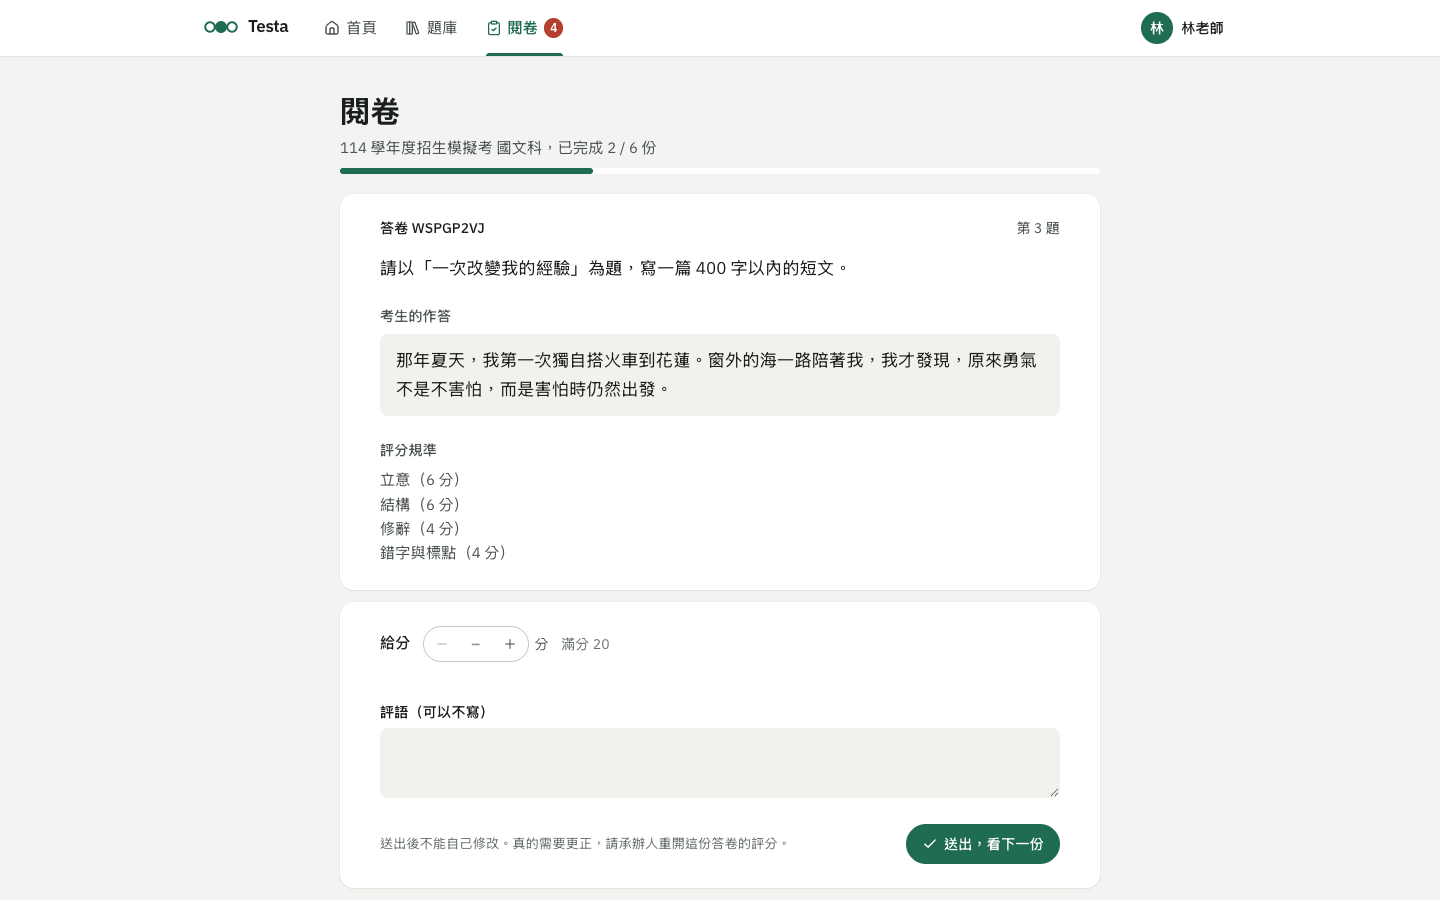 Testa
首頁
題庫
閱卷 4
林 林老師
閱卷
114 學年度招生模擬考 國文科，已完成 2 / 6 份
答卷 WSPGP2VJ
第 3 題
請以「一次改變我的經驗」為題，寫一篇 400 字以內的短文。
考生的作答
那年夏天，我第一次獨自搭火車到花蓮。窗外的海一路陪著我，我才發現，原來勇氣
不是不害怕，而是害怕時仍然出發。
評分規準
立意（6 分）
結構（6 分）
修辭（4 分）
錯字與標點（4 分）
給分 – 分 滿分 20
評語（可以不寫）
送出後不能自己修改。真的需要更正，請承辦人重開這份答卷的評分。
送出，看下一份